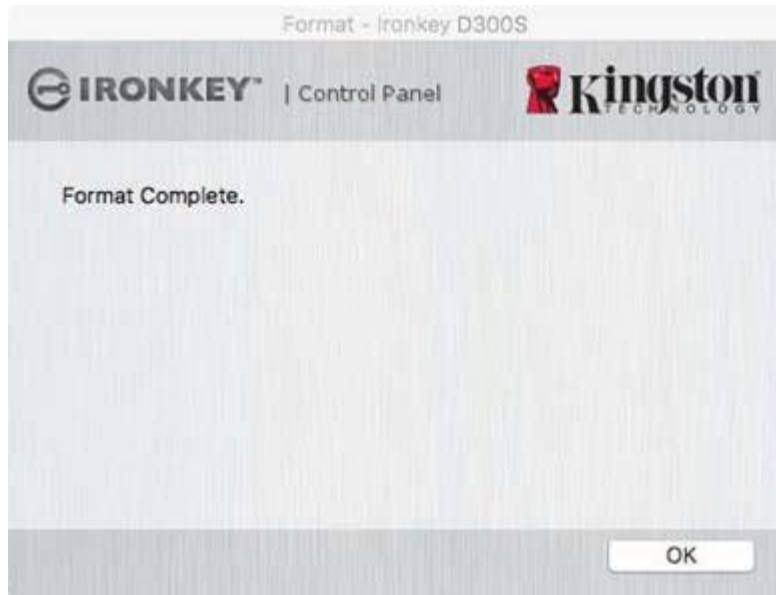 Format - Ironkey D300S
IRONKEY™ | Control Panel
Kingston
TECHNOLOGY
Format Complete.
OK